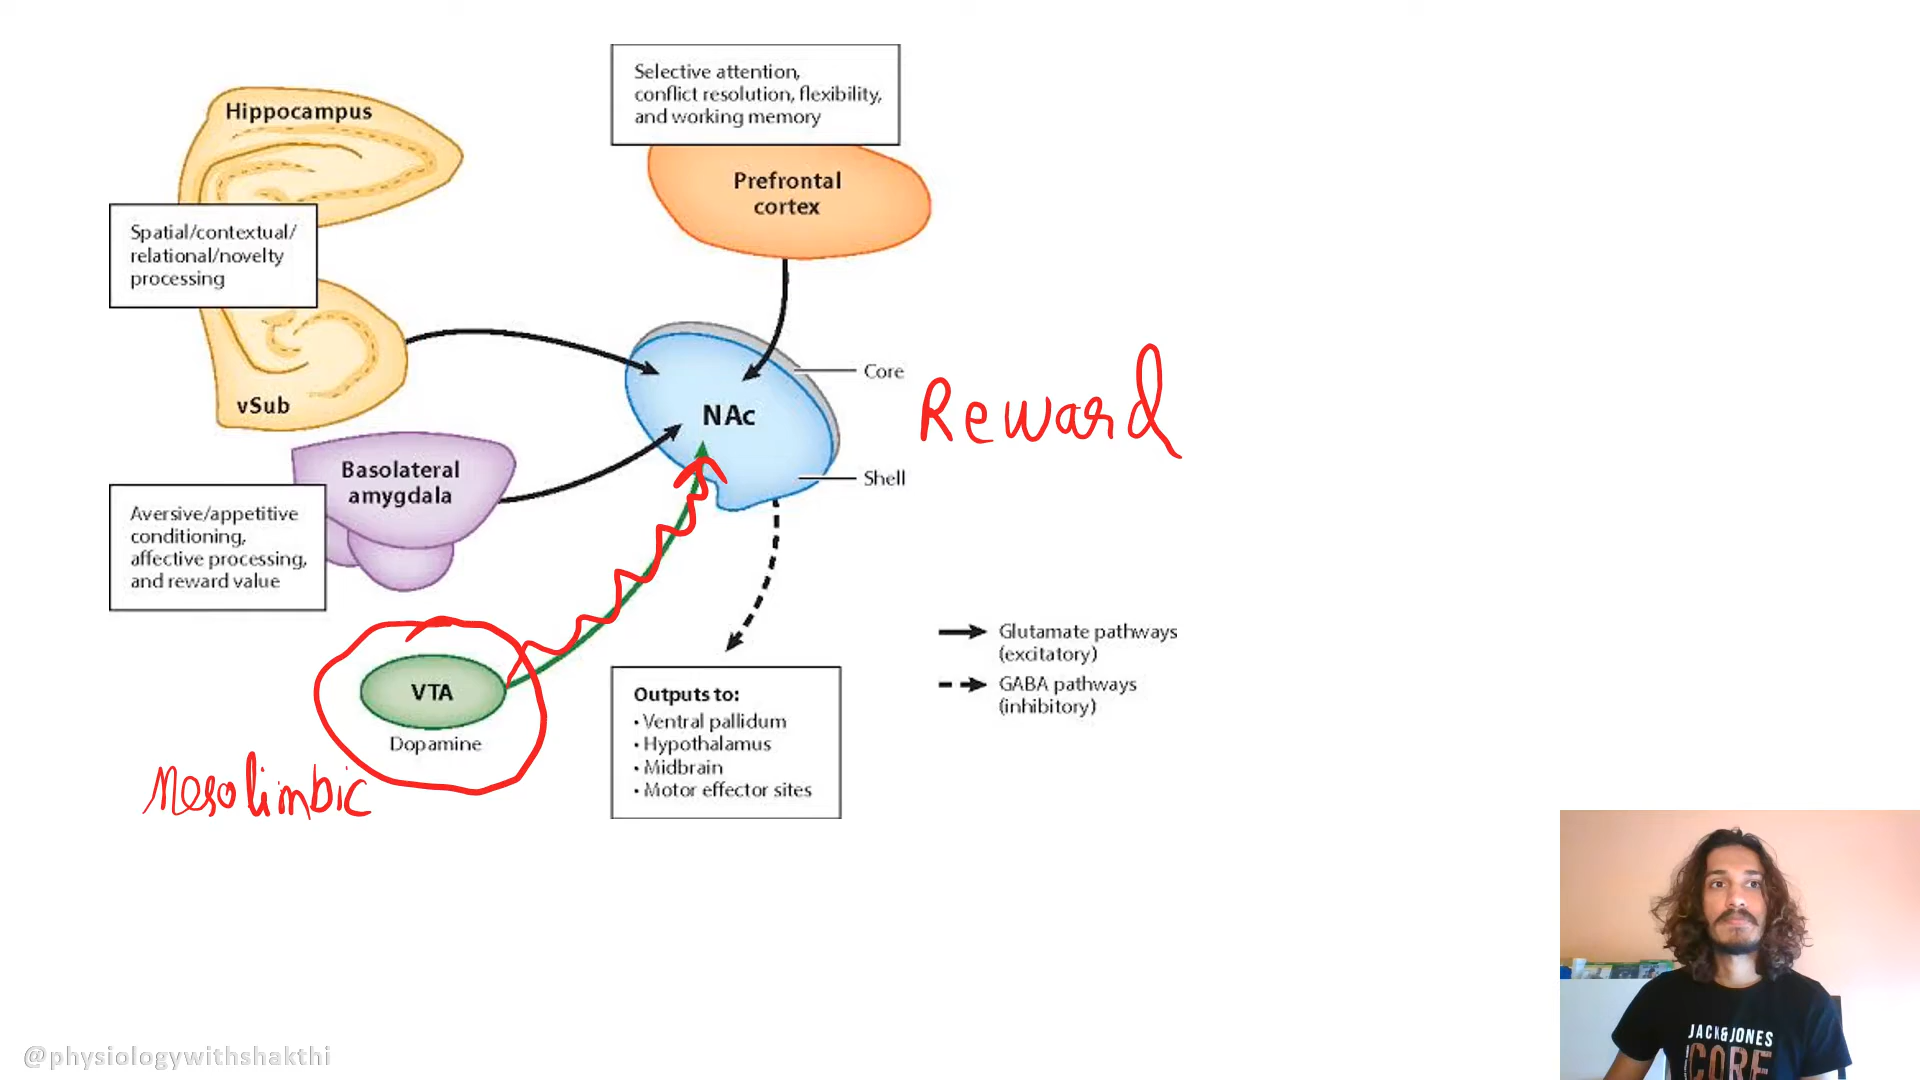 Selective attention,
conflict resolution, flexibility,
and working memory
Hippocampus
Prefrontal
cortex
Spatial/contextual/
relational/novelty
processing
Core
NAc
Reward
vSub
Basolateral
amygdala
Shell
Aversive/appetitive
conditioning,
affective processing,
and reward value
Glutamate pathways
(excitatory)
GABA pathways
(inhibitory)
VTA
Dopamine
Mesolimbic
Outputs to:
• Ventral pallidum
• Hypothalamus
• Midbrain
• Motor effector sites
JACK&JONES
CORE
@physiologywithshakthi